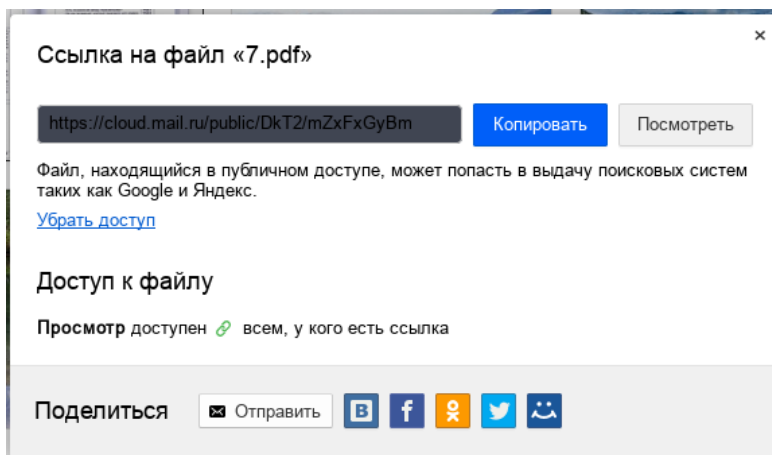 Ссылка на файл «7.pdf»
×
https://cloud.mail.ru/public/DkT2/mZxFxGyBm
Копировать
Посмотреть
Файл, находящийся в публичном доступе, может попасть в выдачу поисковых систем
таких как Google и Яндекс.
Убрать доступ
Доступ к файлу
Просмотр доступен всем, у кого есть ссылка
Поделиться
Отправить